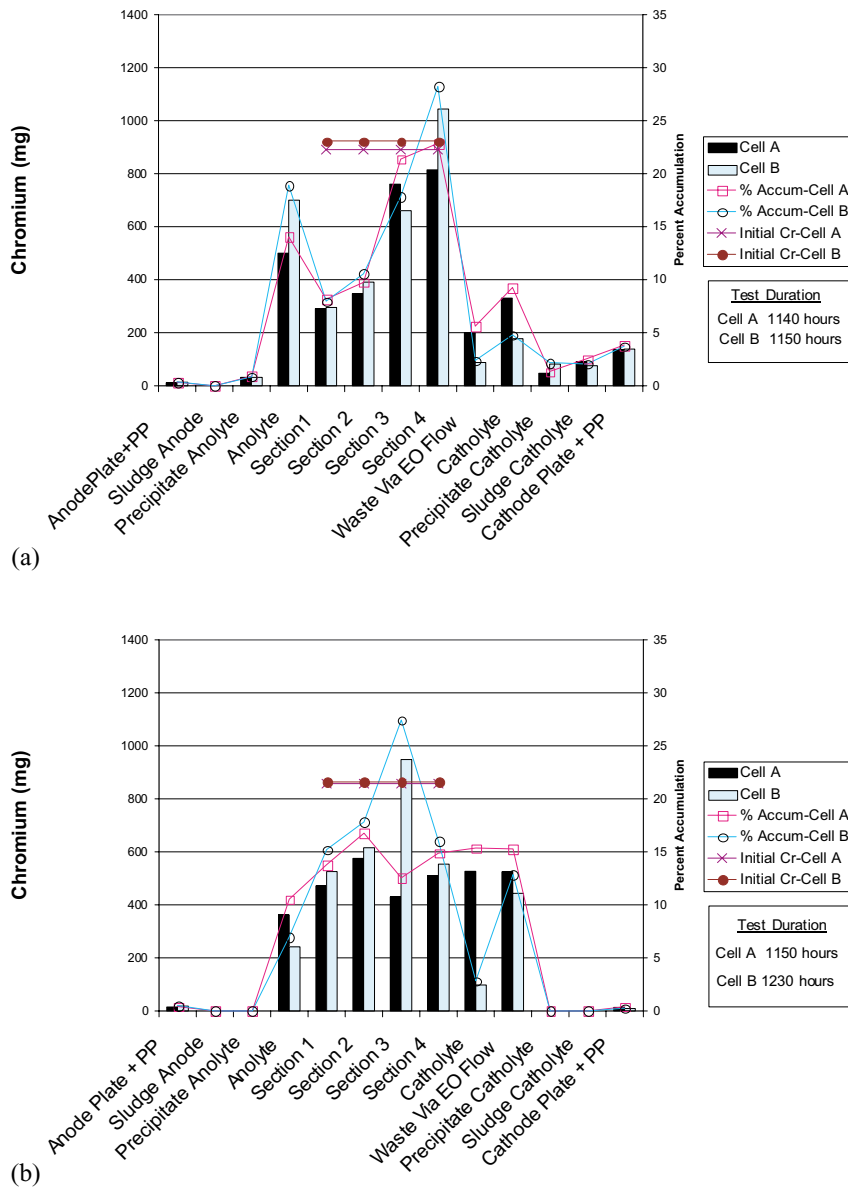 1400
1200
1000
800
600
400
200
0
Chromium (mg)
35
30
25
20
15
10
5
0
Percent Accumulation
AnodePlate+PP
Sludge Anode
Precipitate Anolyte
Anolyte
Section1
Section 2
Section 3
Section 4
Waste Via EO Flow
Catholyte
Precipitate Catholyte
Sludge Catholyte
Cathode Plate + PP
Cell A
Cell B
% Accum-Cell A
% Accum-Cell B
Initial Cr-Cell A
Initial Cr-Cell B
Test Duration
Cell A 1140 hours
Cell B 1150 hours
(a)
1400
1200
1000
800
600
400
200
0
Chromium (mg)
35
30
25
20
15
10
5
0
Percent Accumulation
Anode Plate + PP
Sludge Anode
Precipitate Anolyte
Anolyte
Section 1
Section 2
Section 3
Section 4
Catholyte
Waste Via EO Flow
Precipitate Catholyte
Sludge Catholyte
Cathode Plate + PP
Cell A
Cell B
% Accum-Cell A
% Accum-Cell B
Initial Cr-Cell A
Initial Cr-Cell B
Test Duration
Cell A 1150 hours
Cell B 1230 hours
(b)